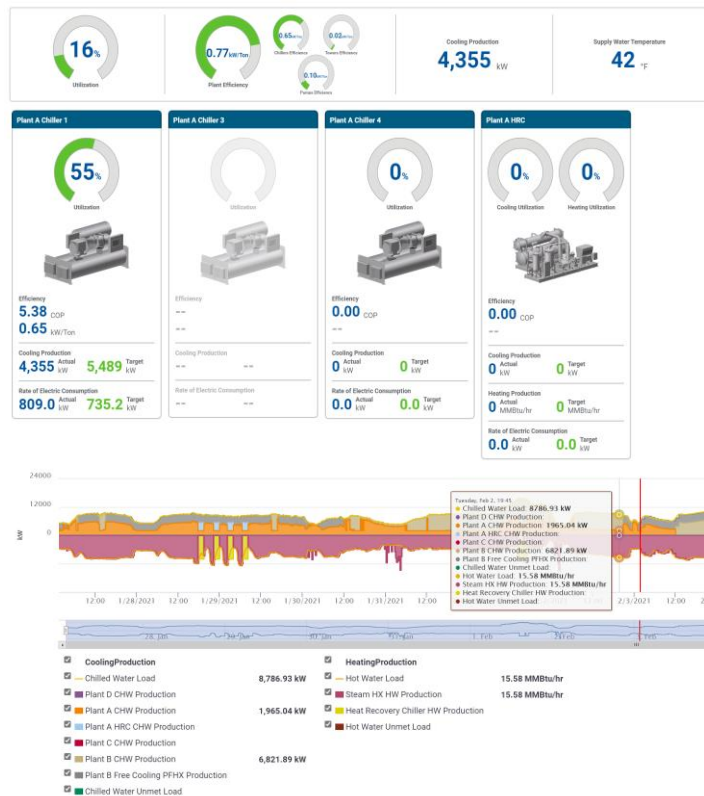 16%
Utilization
0.77kW/Ton
Plant Efficiency
0.65kW/Ton
Chillers Efficiency
0.02kW/Ton
Towers Efficiency
0.10kW/Ton
Pumps Efficiency
Cooling Production
4,355 kW
Supply Water Temperature
42 °F
Plant A Chiller 1
55%
Utilization
Efficiency
5.38 COP
0.65 kW/Ton
Cooling Production
4,355 Actual kW 5,489 Target kW
Rate of Electric Consumption
809.0 Actual kW 735.2 Target kW
Plant A Chiller 3
Utilization
Efficiency
--
--
Cooling Production
-- --
Rate of Electric Consumption
-- --
Plant A Chiller 4
0%
Utilization
Efficiency
0.00 COP
--
Cooling Production
0 Actual kW 0 Target kW
Rate of Electric Consumption
0.0 Actual kW 0.0 Target kW
Plant A HRC
0% 0%
Cooling Utilization Heating Utilization
Efficiency
0.00 COP
--
Cooling Production
0 Actual kW 0 Target kW
Heating Production
0 Actual MMBtu/hr 0 Target MMBtu/hr
Rate of Electric Consumption
0.0 Actual kW 0.0 Target kW
24000
12000
0
kW
Tuesday, Feb 2, 19:45
Chilled Water Load: 8786.93 kW
Plant D CHW Production:
Plant A CHW Production: 1965.04 kW
Plant A HRC CHW Production:
Plant C CHW Production:
Plant B CHW Production: 6821.89 kW
Plant B Free Cooling PFHX Production:
Chilled Water Unmet Load:
Hot Water Load: 15.58 MMBtu/hr
Steam HX HW Production: 15.58 MMBtu/hr
Heat Recovery Chiller HW Production:
Hot Water Unmet Load:
12:00 1/28/2021 12:00 1/29/2021 12:00 1/30/2021 12:00 1/31/2021 12:00 2/3/2021 12:00
28. Jan 30. Jan 1. Feb
CoolingProduction
Chilled Water Load 8,786.93 kW
Plant D CHW Production
Plant A CHW Production 1,965.04 kW
Plant A HRC CHW Production
Plant C CHW Production
Plant B CHW Production 6,821.89 kW
Plant B Free Cooling PFHX Production
Chilled Water Unmet Load
HeatingProduction
Hot Water Load 15.58 MMBtu/hr
Steam HX HW Production 15.58 MMBtu/hr
Heat Recovery Chiller HW Production
Hot Water Unmet Load